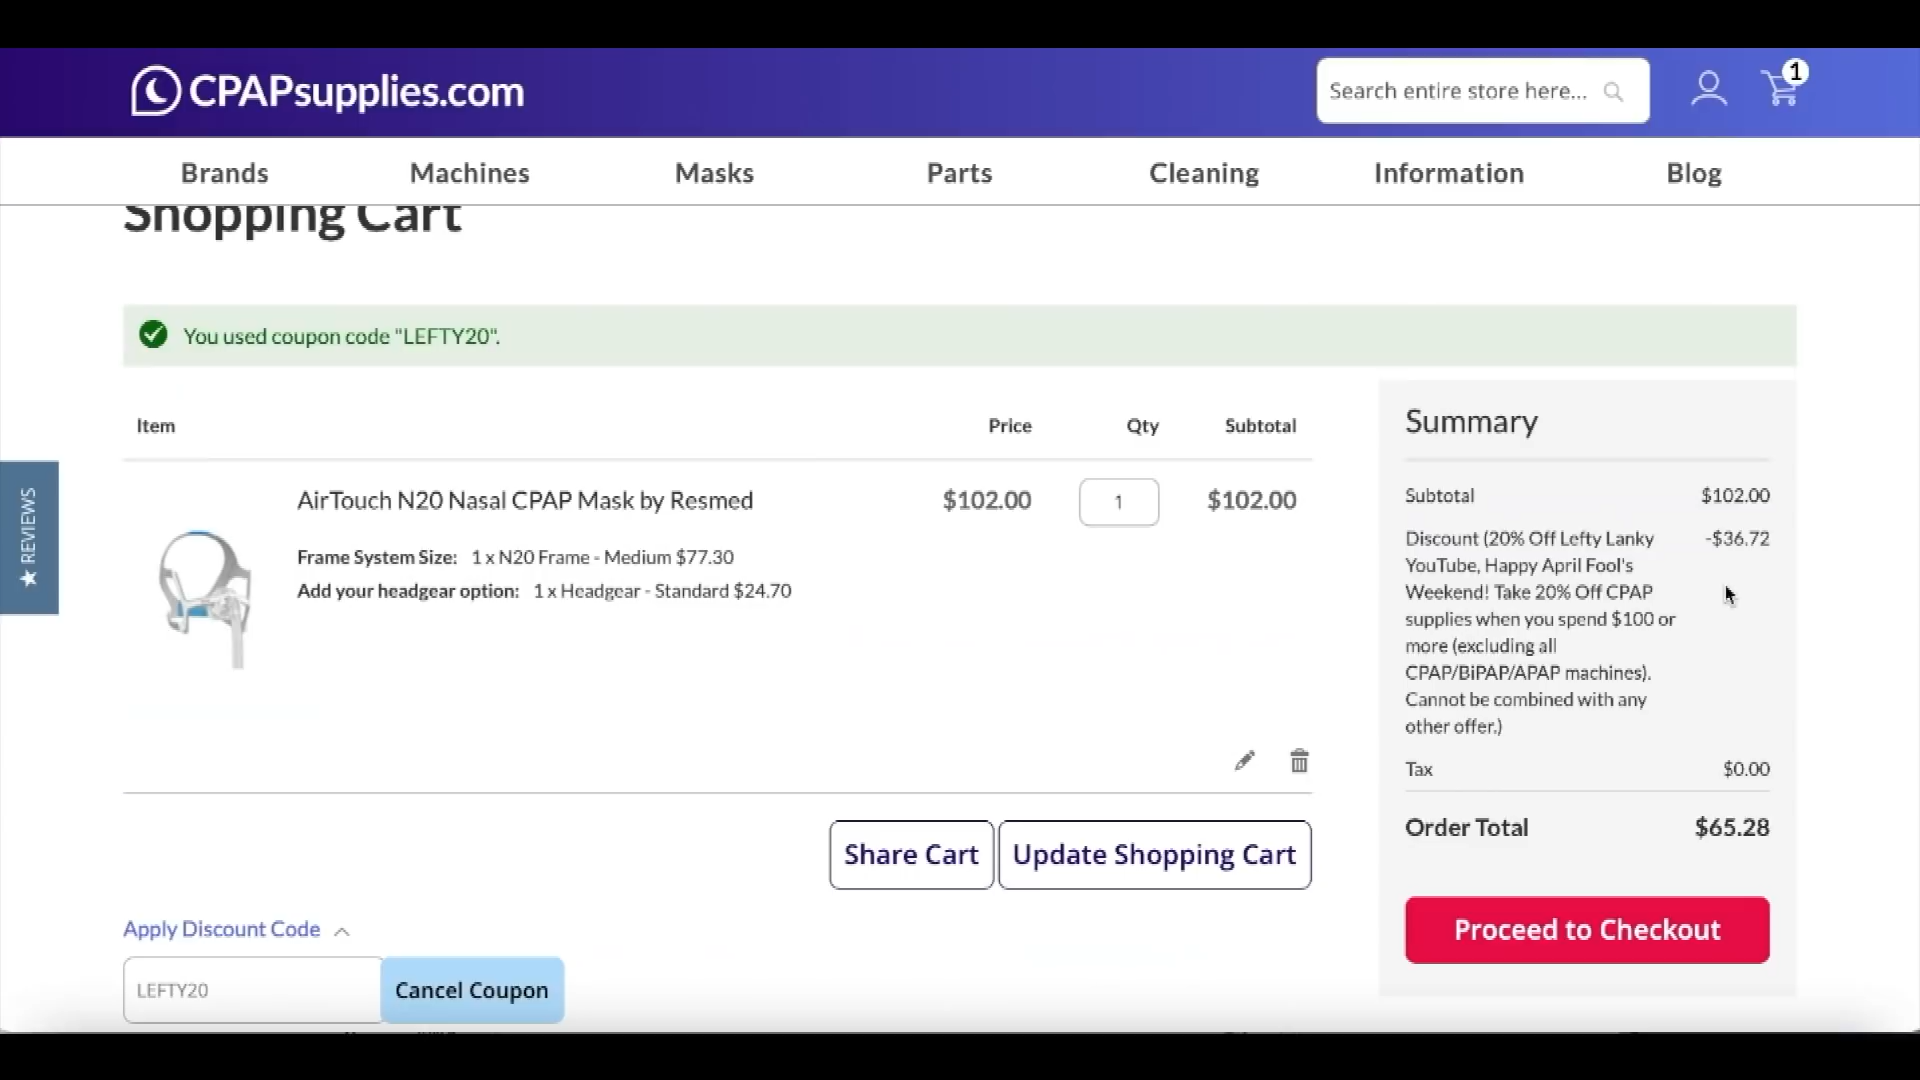 CPAPsupplies.com
Search entire store here...
1
Brands
Machines
Masks
Parts
Cleaning
Information
Blog
Shopping Cart
You used coupon code "LEFTY20".
Item
Price
Qty
Subtotal
AirTouch N20 Nasal CPAP Mask by Resmed
$102.00
1
$102.00
Frame System Size: 1 x N20 Frame - Medium $77.30
Add your headgear option: 1 x Headgear - Standard $24.70
Share Cart
Update Shopping Cart
Apply Discount Code
LEFTY20
Cancel Coupon
Summary
Subtotal $102.00
Discount (20% Off Lefty Lanky -$36.72
YouTube, Happy April Fool's
Weekend! Take 20% Off CPAP
supplies when you spend $100 or
more (excluding all
CPAP/BiPAP/APAP machines).
Cannot be combined with any
other offer.)
Tax $0.00
Order Total $65.28
Proceed to Checkout
★ REVIEWS